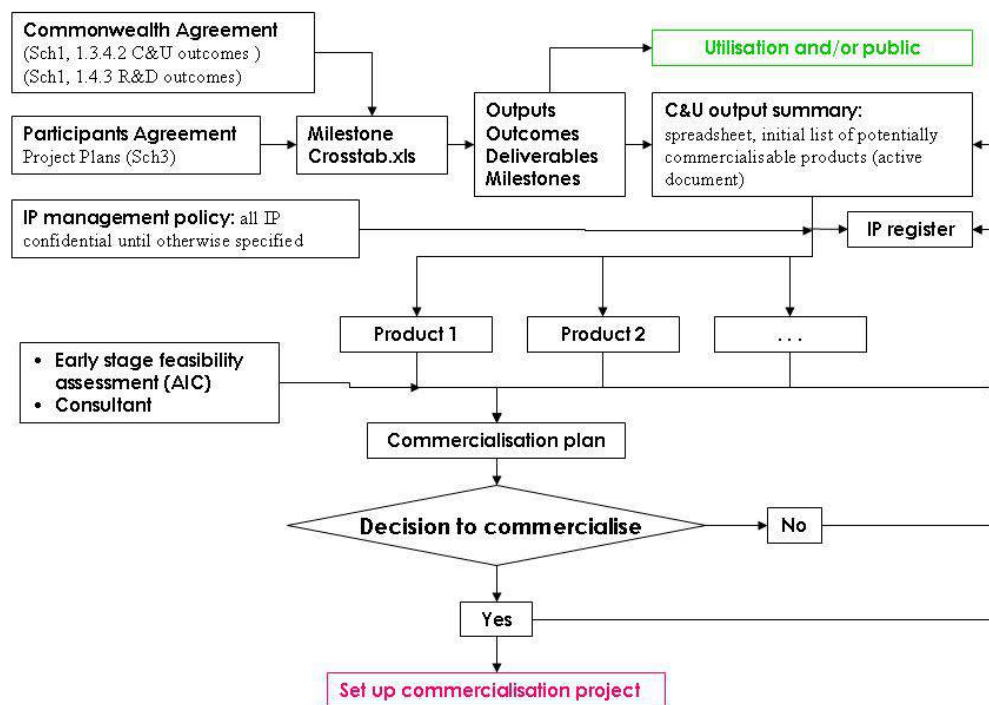 Commonwealth Agreement
(Sch1, 1.3.4.2 C&U outcomes )
(Sch1, 1.4.3 R&D outcomes)
Utilisation and/or public
Participants Agreement
Project Plans (Sch3)
Milestone
Crosstab.xls
Outputs
Outcomes
Deliverables
Milestones
C&U output summary:
spreadsheet, initial list of potentially
commercialisable products (active
document)
IP management policy: all IP
confidential until otherwise specified
IP register
Product 1
Product 2
. . .
• Early stage feasibility
assessment (AIC)
• Consultant
Commercialisation plan
Decision to commercialise
No
Yes
Set up commercialisation project